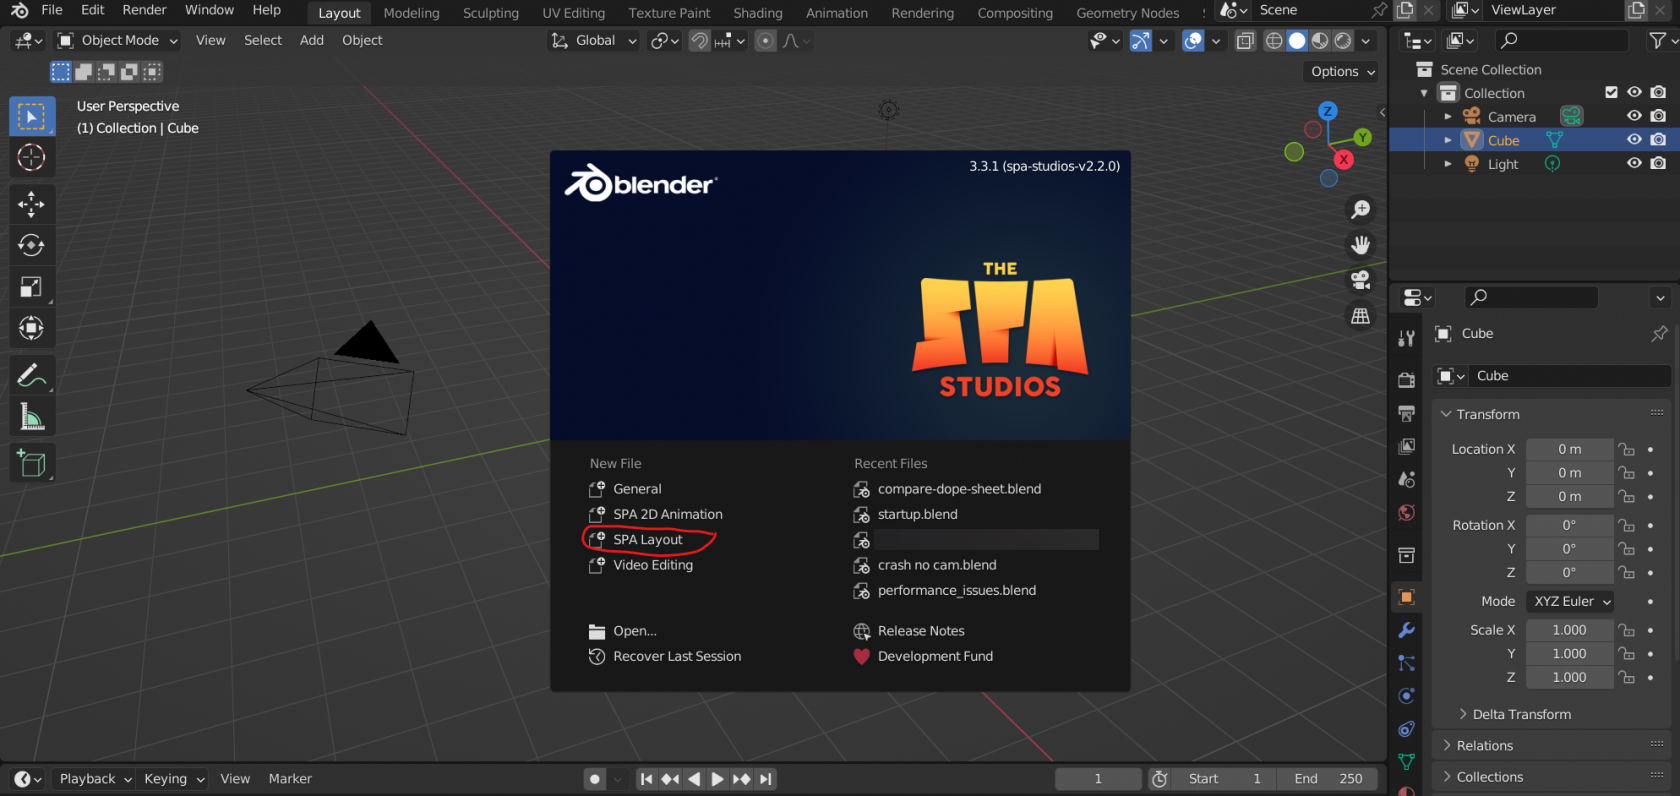 File Edit Render Window Help Layout Modeling Sculpting UV Editing Texture Paint Shading Animation Rendering Compositing Geometry Nodes Scene ViewLayer
Object Mode View Select Add Object Global
Options
User Perspective
(1) Collection | Cube
Z
Y
X
Scene Collection
Collection
Camera
Cube
Light
blender
3.3.1 (spa-studios-v2.2.0)
THE
SPA
STUDIOS
New File
General
SPA 2D Animation
SPA Layout
Video Editing
Open...
Recover Last Session
Recent Files
compare-dope-sheet.blend
startup.blend
crash no cam.blend
performance_issues.blend
Release Notes
Development Fund
Cube
Cube
Transform
Location X 0 m
Y 0 m
Z 0 m
Rotation X 0°
Y 0°
Z 0°
Mode XYZ Euler
Scale X 1.000
Y 1.000
Z 1.000
Delta Transform
Relations
Collections
Playback Keying View Marker 1 Start 1 End 250